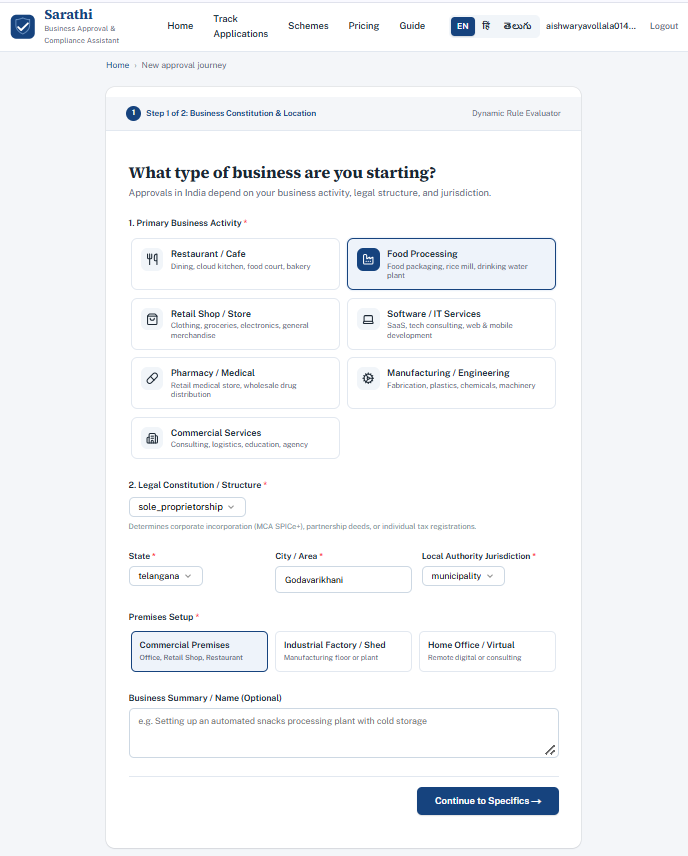 Sarathi
Business Approval &
Compliance Assistant
Home
Track
Applications
Schemes
Pricing
Guide
EN
हिं
తెలుగు
aishwaryavollala014...
Logout
Home › New approval journey
1 Step 1 of 2: Business Constitution & Location
Dynamic Rule Evaluator
What type of business are you starting?
Approvals in India depend on your business activity, legal structure, and jurisdiction.
1. Primary Business Activity *
Restaurant / Cafe
Dining, cloud kitchen, food court, bakery
Food Processing
Food packaging, rice mill, drinking water
plant
Retail Shop / Store
Clothing, groceries, electronics, general
merchandise
Software / IT Services
SaaS, tech consulting, web & mobile
development
Pharmacy / Medical
Retail medical store, wholesale drug
distribution
Manufacturing / Engineering
Fabrication, plastics, chemicals, machinery
Commercial Services
Consulting, logistics, education, agency
2. Legal Constitution / Structure *
sole_proprietorship
Determines corporate incorporation (MCA SPICe+), partnership deeds, or individual tax registrations.
State *
telangana
City / Area *
Godavarikhani
Local Authority Jurisdiction *
municipality
Premises Setup *
Commercial Premises
Office, Retail Shop, Restaurant
Industrial Factory / Shed
Manufacturing floor or plant
Home Office / Virtual
Remote digital or consulting
Business Summary / Name (Optional)
e.g. Setting up an automated snacks processing plant with cold storage
Continue to Specifics →